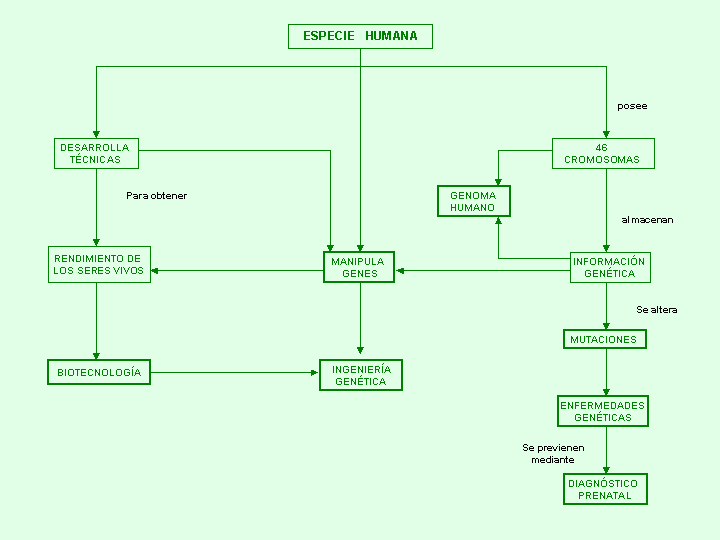 ESPECIE HUMANA
posee
DESARROLLA
TÉCNICAS
46
CROMOSOMAS
Para obtener
GENOMA
HUMANO
almacenan
RENDIMIENTO DE
LOS SERES VIVOS
MANIPULA
GENES
INFORMACIÓN
GENÉTICA
Se altera
MUTACIONES
BIOTECNOLOGÍA
INGENIERÍA
GENÉTICA
ENFERMEDADES
GENÉTICAS
Se previenen
mediante
DIAGNÓSTICO
PRENATAL